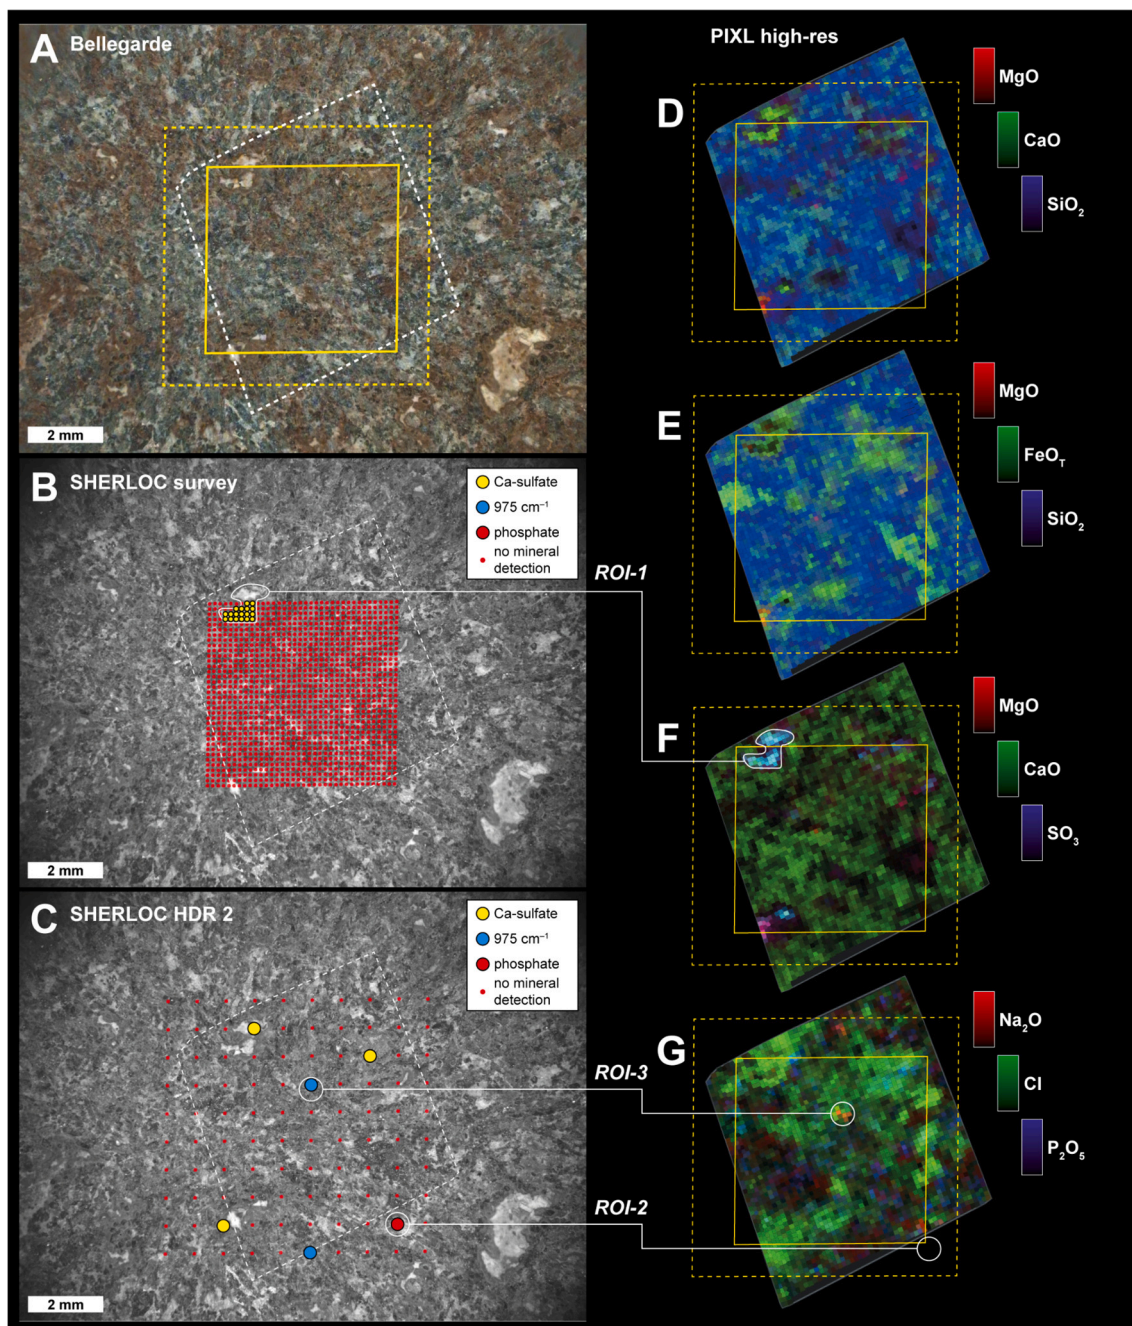 A Bellegarde
2 mm
B SHERLOC survey
Ca-sulfate
975 cm⁻¹
phosphate
no mineral
detection
2 mm
C SHERLOC HDR 2
Ca-sulfate
975 cm⁻¹
phosphate
no mineral
detection
2 mm
ROI-1
ROI-3
ROI-2
PIXL high-res
D
MgO
CaO
SiO₂
E
MgO
FeO_T
SiO₂
F
MgO
CaO
SO₃
G
Na₂O
Cl
P₂O₅